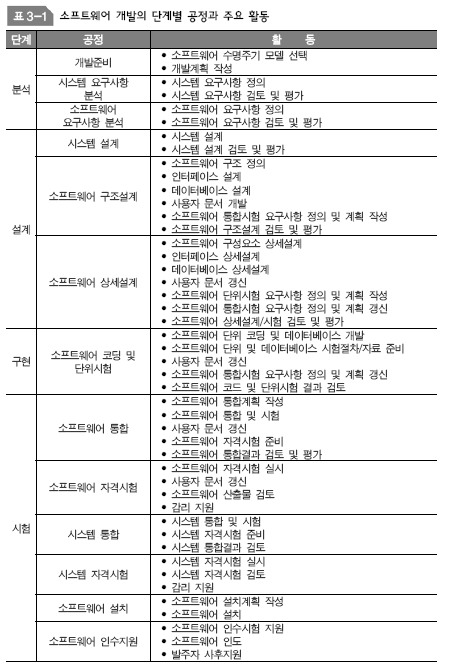 표 3-1 소프트웨어 개발의 단계별 공정과 주요 활동
단계 공정 활 동
분석
개발준비
• 소프트웨어 수명주기 모델 선택
• 개발계획 작성
시스템 요구사항
분석
• 시스템 요구사항 정의
• 시스템 요구사항 검토 및 평가
소프트웨어
요구사항 분석
• 소프트웨어 요구사항 정의
• 소프트웨어 요구사항 검토 및 평가
설계
시스템 설계
• 시스템 설계
• 시스템 설계 검토 및 평가
소프트웨어 구조설계
• 소프트웨어 구조 정의
• 인터페이스 설계
• 데이터베이스 설계
• 사용자 문서 개발
• 소프트웨어 통합시험 요구사항 정의 및 계획 작성
• 소프트웨어 구조설계 검토 및 평가
소프트웨어 상세설계
• 소프트웨어 구성요소 상세설계
• 인터페이스 상세설계
• 데이터베이스 상세설계
• 사용자 문서 갱신
• 소프트웨어 단위시험 요구사항 정의 및 계획 작성
• 소프트웨어 통합시험 요구사항 정의 및 계획 갱신
• 소프트웨어 상세설계/시험 검토 및 평가
구현
소프트웨어 코딩 및
단위시험
• 소프트웨어 단위 코딩 및 데이터베이스 개발
• 소프트웨어 단위 및 데이터베이스 시험절차/자료 준비
• 사용자 문서 갱신
• 소프트웨어 통합시험 요구사항 정의 및 계획 갱신
• 소프트웨어 코드 및 단위시험 결과 검토
시험
소프트웨어 통합
• 소프트웨어 통합계획 작성
• 소프트웨어 통합 및 시험
• 사용자 문서 갱신
• 소프트웨어 자격시험 준비
• 소프트웨어 통합결과 검토 및 평가
소프트웨어 자격시험
• 소프트웨어 자격시험 실시
• 사용자 문서 갱신
• 소프트웨어 산출물 검토
• 감리 지원
시스템 통합
• 시스템 통합 및 시험
• 시스템 자격시험 준비
• 시스템 통합결과 검토
시스템 자격시험
• 시스템 자격시험 실시
• 시스템 자격시험 검토
• 감리 지원
소프트웨어 설치
• 소프트웨어 설치계획 작성
• 소프트웨어 설치
소프트웨어 인수지원
• 소프트웨어 인수시험 지원
• 소프트웨어 인도
• 발주자 사후지원